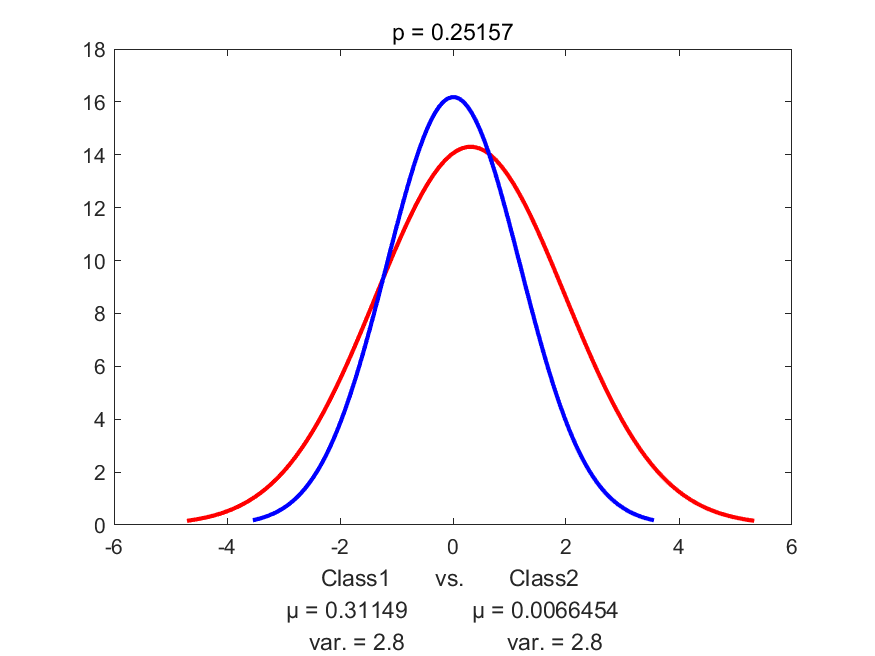 p = 0.25157
18
16
14
12
10
8
6
4
2
0
-6 -4 -2 0 2 4 6
Class1 vs. Class2
μ = 0.31149 μ = 0.0066454
var. = 2.8 var. = 2.8